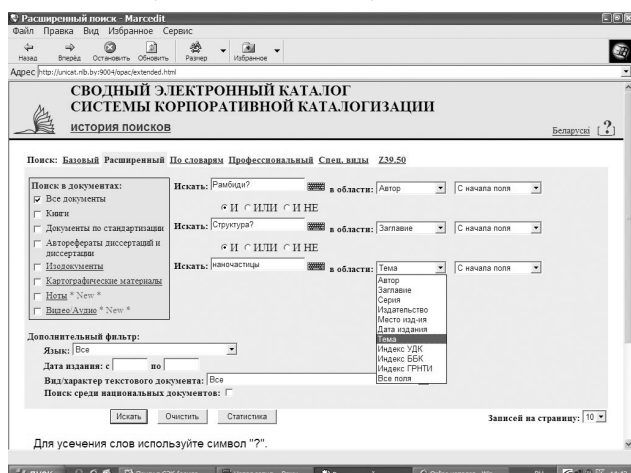 Расширенный поиск - Marcedit
Файл Правка Вид Избранное Сервис
Назад Вперёд Остановить Обновить Размер Избранное
Адрес http://unicat.nlb.by:9004/opac/extended.html
СВОДНЫЙ ЭЛЕКТРОННЫЙ КАТАЛОГ
СИСТЕМЫ КОРПОРАТИВНОЙ КАТАЛОГИЗАЦИИ
история поисков
Беларускі [?]
Поиск: Базовый Расширенный По словарям Профессиональный Спец. виды Z39.50
Поиск в документах:
Все документы
Книги
Документы по стандартизации
Авторефераты диссертаций и
диссертации
Изодокументы
Картографические материалы
Ноты * New *
Видео/Аудио * New *
Искать: Рамбиди? в области: Автор С начала поля
И ИЛИ И НЕ
Искать: Структура? в области: Заглавие С начала поля
И ИЛИ И НЕ
Искать: наночастицы в области: Тема С начала поля
Автор
Заглавие
Серия
Издательство
Место изд-ия
Дата издания
Тема
Индекс УДК
Индекс ББК
Индекс ГРНТИ
Все поля
Дополнительный фильтр:
Язык: Все
Дата издания: с по
Вид/характер текстового документа: Все
Поиск среди национальных документов:
Искать Очистить Статистика
Записей на страницу: 10
Для усечения слов используйте символ "?".